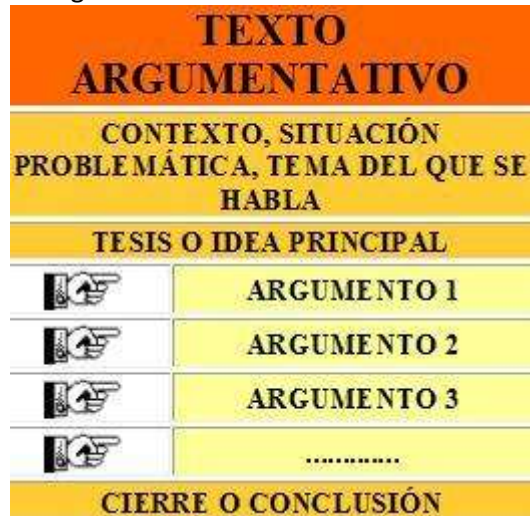 TEXTO
ARGUMENTATIVO
CONTEXTO, SITUACIÓN
PROBLEMÁTICA, TEMA DEL QUE SE
HABLA
TESIS O IDEA PRINCIPAL
ARGUMENTO 1
ARGUMENTO 2
ARGUMENTO 3
.............
CIERRE O CONCLUSIÓN